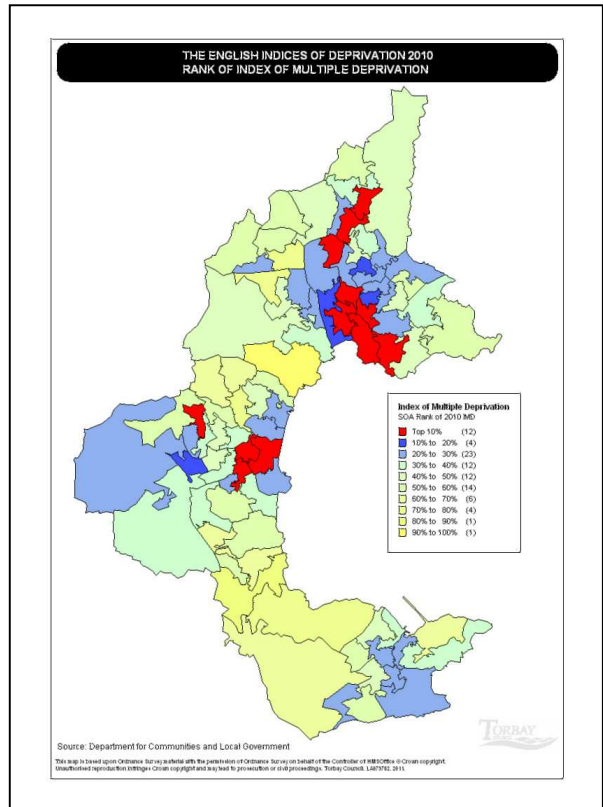 THE ENGLISH INDICES OF DEPRIVATION 2010
RANK OF INDEX OF MULTIPLE DEPRIVATION
Index of Multiple Deprivation
SOA Rank of 2010 IMD
Top 10% (12)
10% to 20% (4)
20% to 30% (23)
30% to 40% (12)
40% to 50% (12)
50% to 60% (14)
60% to 70% (6)
70% to 80% (4)
80% to 90% (1)
90% to 100% (1)
TORBAY
Source: Department for Communities and Local Government
This map is based upon Ordnance Survey material with the permission of Ordnance Survey on behalf of the Controller of HMSOffice © Crown copyright.
Unauthorised reproduction infringes Crown copyright and may lead to prosecution or civil proceedings. Torbay Council. LA079782. 2011.